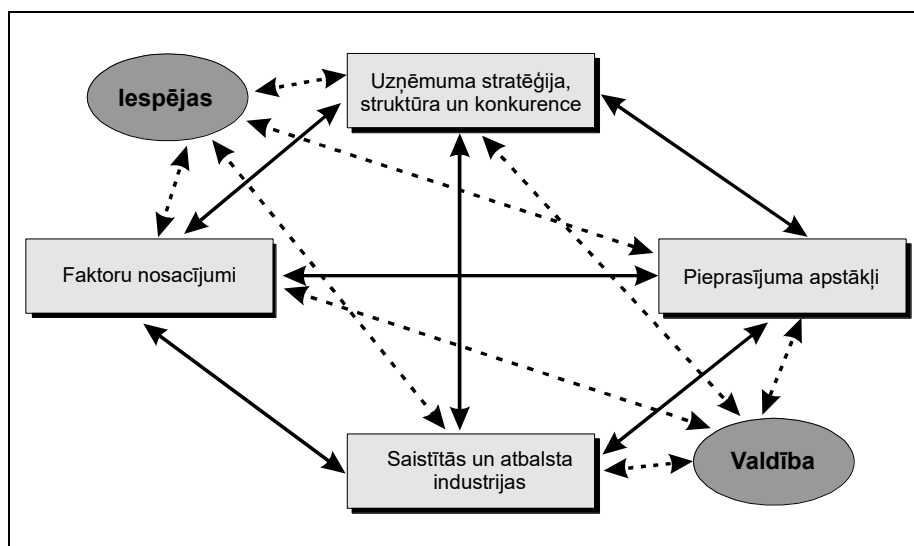 Iespējas
Uzņēmuma stratēģija,
struktūra un konkurence
Faktoru nosacījumi
Pieprasījuma apstākļi
Saistītās un atbalsta
industrijas
Valdība